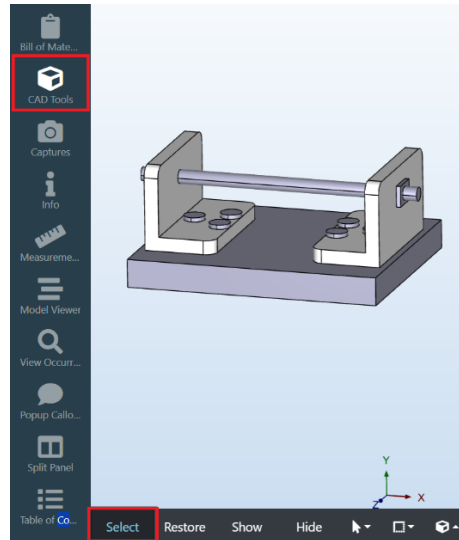 Bill of Mate...
CAD Tools
Captures
Info
Measureme...
Model Viewer
View Occurr...
Popup Callo...
Split Panel
Table of Co...
Y
X
Z
Select Restore Show Hide